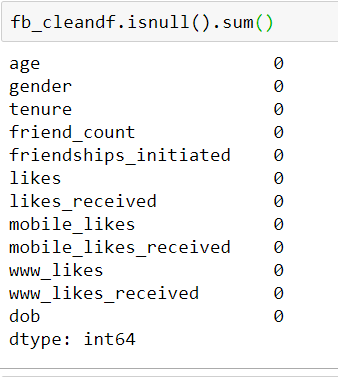 fb_cleandf.isnull().sum()
age 0
gender 0
tenure 0
friend_count 0
friendships_initiated 0
likes 0
likes_received 0
mobile_likes 0
mobile_likes_received 0
www_likes 0
www_likes_received 0
dob 0
dtype: int64